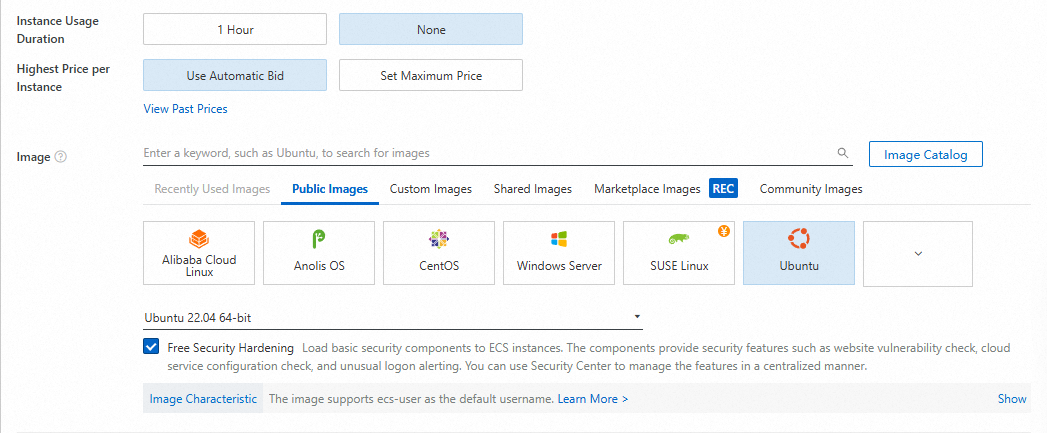 Instance Usage
Duration
1 Hour
None
Highest Price per
Instance
Use Automatic Bid
Set Maximum Price
View Past Prices
Image
Enter a keyword, such as Ubuntu, to search for images
Image Catalog
Recently Used Images
Public Images
Custom Images
Shared Images
Marketplace Images
REC
Community Images
Alibaba Cloud
Linux
Anolis OS
CentOS
Windows Server
¥
SUSE Linux
Ubuntu
Ubuntu 22.04 64-bit
Free Security Hardening Load basic security components to ECS instances. The components provide security features such as website vulnerability check, cloud
service configuration check, and unusual logon alerting. You can use Security Center to manage the features in a centralized manner.
Image Characteristic The image supports ecs-user as the default username. Learn More >
Show